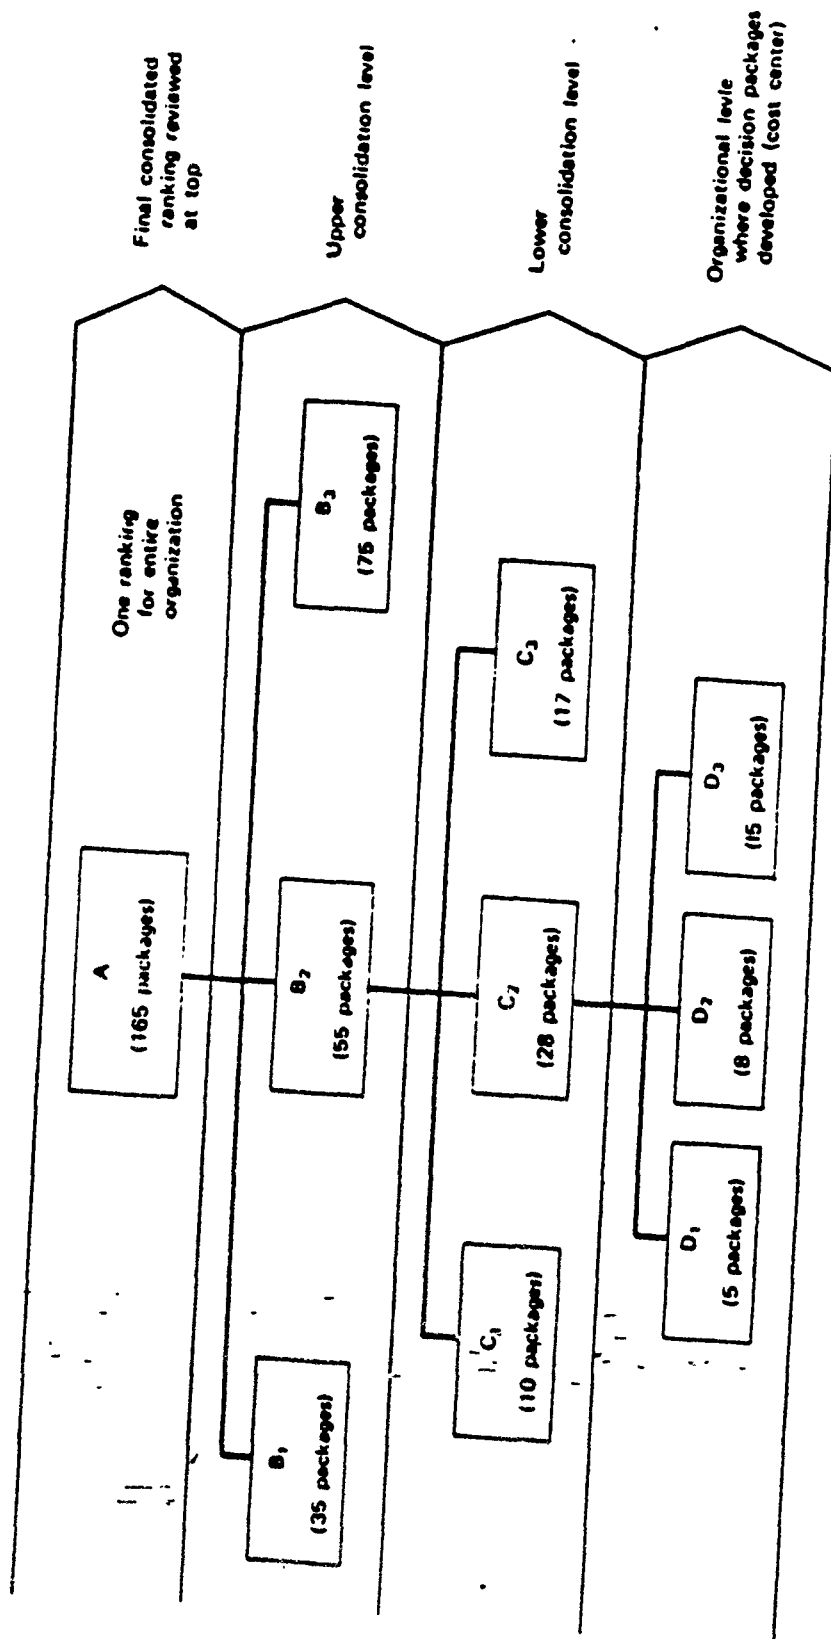 A
(165 packages)
One ranking
for entire
organization
Final consolidated
ranking reviewed
at top
B1
(35 packages)
B2
(55 packages)
B3
(75 packages)
Upper
consolidation level
C1
(10 packages)
C2
(28 packages)
C3
(17 packages)
Lower
consolidation level
D1
(5 packages)
D2
(8 packages)
D3
(15 packages)
Organizational levle
where decision packages
developed (cost center)